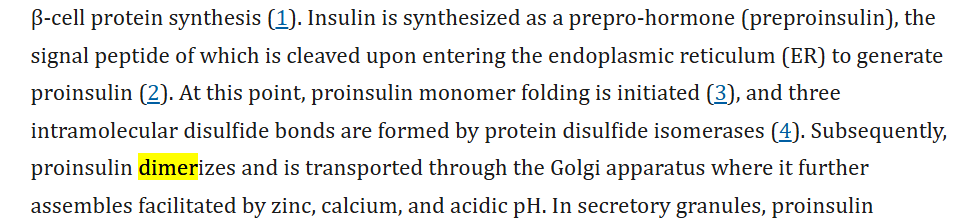 β-cell protein synthesis (1). Insulin is synthesized as a prepro-hormone (preproinsulin), the
signal peptide of which is cleaved upon entering the endoplasmic reticulum (ER) to generate
proinsulin (2). At this point, proinsulin monomer folding is initiated (3), and three
intramolecular disulfide bonds are formed by protein disulfide isomerases (4). Subsequently,
proinsulin dimerizes and is transported through the Golgi apparatus where it further
assembles facilitated by zinc, calcium, and acidic pH. In secretory granules, proinsulin